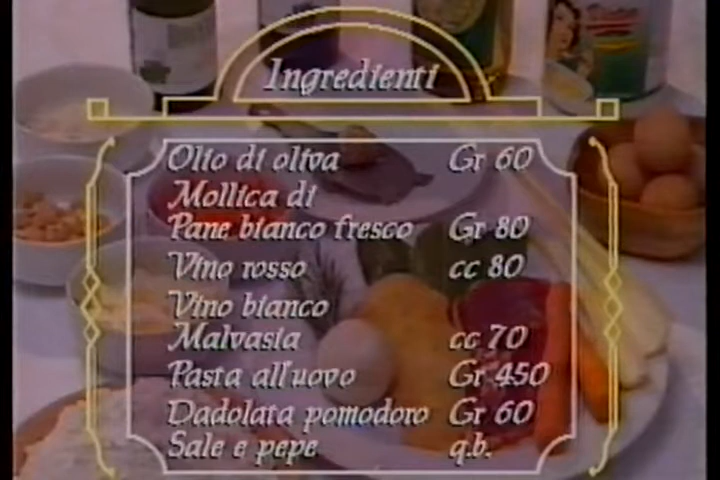 Ingredienti
Olio di oliva Gr 60
Mollica di
Pane bianco fresco Gr 80
Vino rosso cc 80
Vino bianco
Malvasia cc 70
Pasta all'uovo Gr 450
Dadolata pomodoro Gr 60
Sale e pepe q.b.